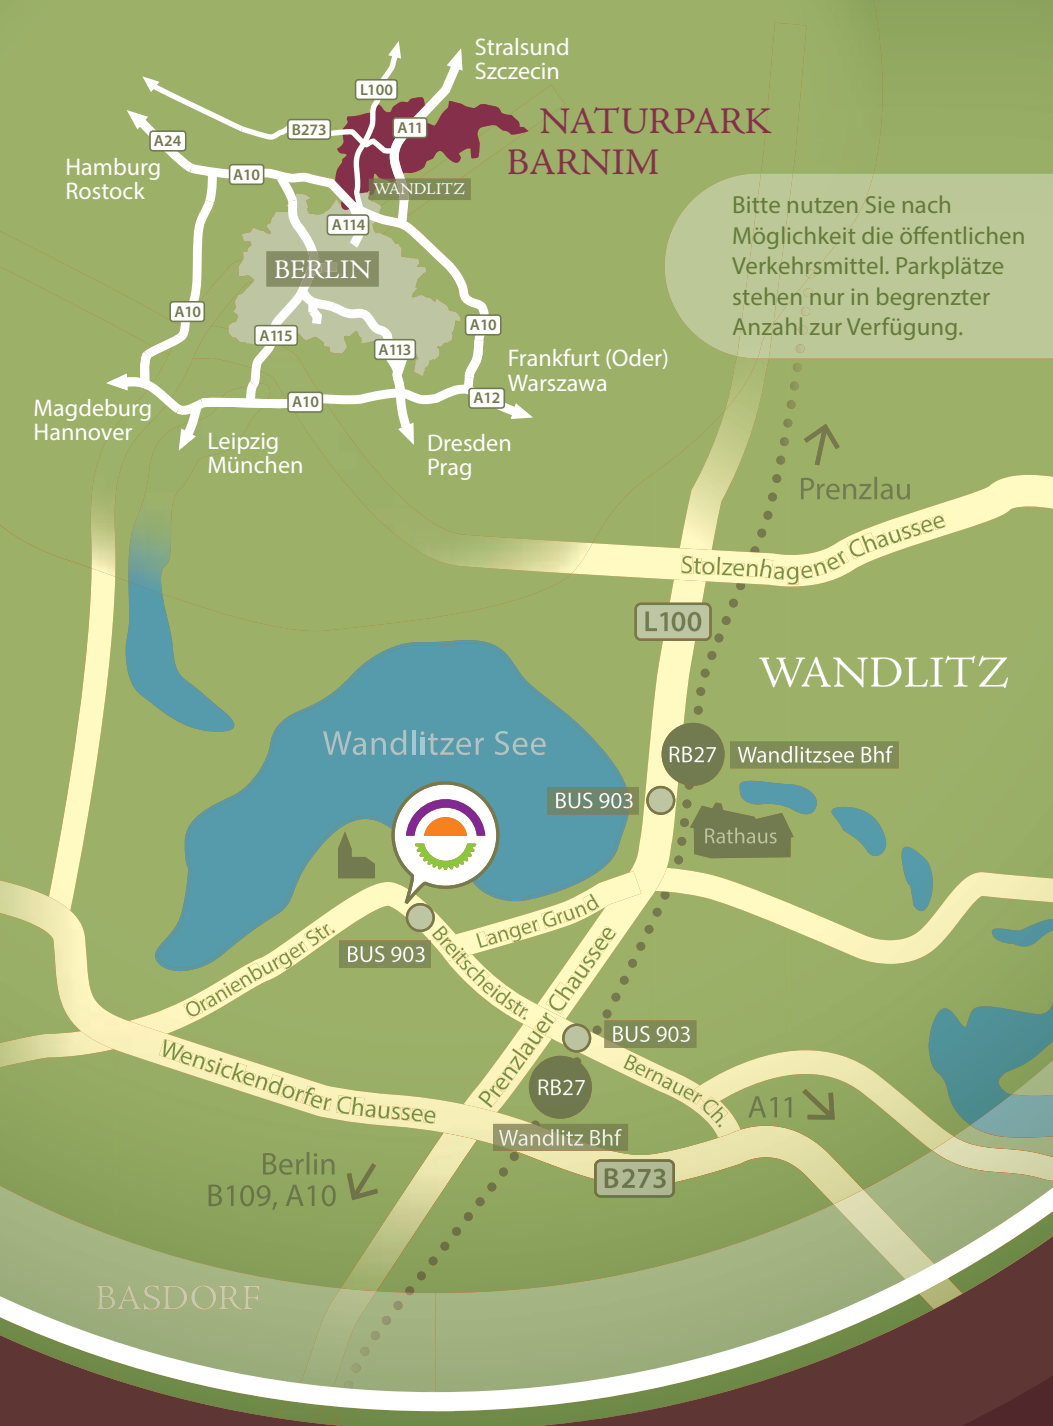 Stralsund
Szczecin
L100
B273
A11
NATURPARK
BARNIM
A24
Hamburg
Rostock
A10
WANDLITZ
A114
BERLIN
A10
A115
A113
A10
Frankfurt (Oder)
Warszawa
A12
A10
Magdeburg
Hannover
Leipzig
München
Dresden
Prag
Bitte nutzen Sie nach
Möglichkeit die öffentlichen
Verkehrsmittel. Parkplätze
stehen nur in begrenzter
Anzahl zur Verfügung.
Prenzlau
Stolzenhagener Chaussee
L100
WANDLITZ
Wandlitzer See
RB27
Wandlitzsee Bhf
BUS 903
Rathaus
Langer Grund
Oranienburger Str.
BUS 903
Breitscheidstr.
Prenzlauer Chaussee
BUS 903
Wensickendorfer Chaussee
RB27
Bernauer Ch.
A11
Wandlitz Bhf
B273
Berlin
B109, A10
BASDORF